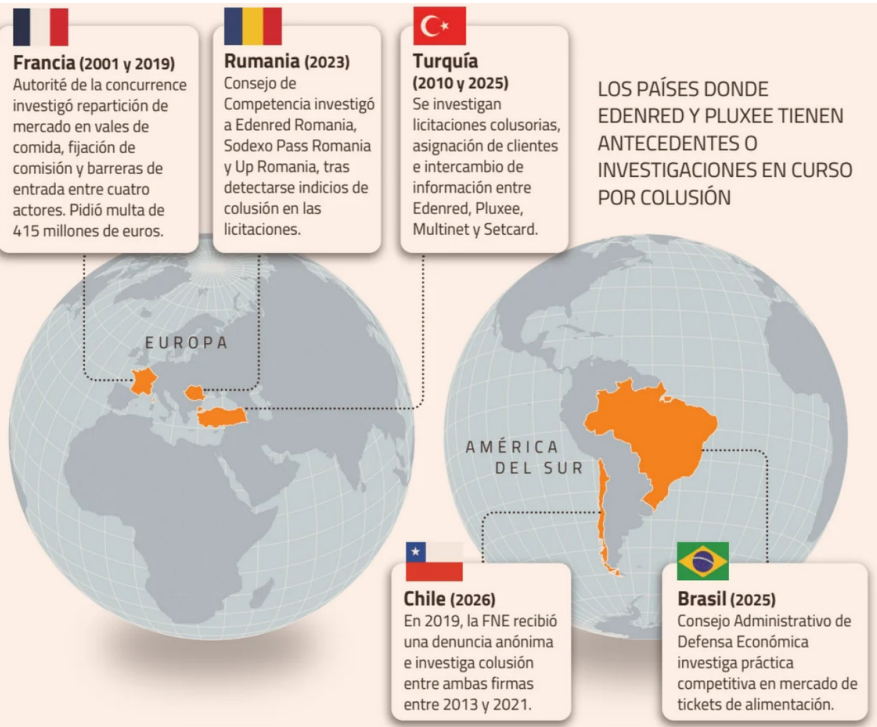 Francia (2001 y 2019)
Autorité de la concurrence
investigó repartición de
mercado en vales de
comida, fijación de
comisión y barreras de
entrada entre cuatro
actores. Pidió multa de
415 millones de euros.
Rumania (2023)
Consejo de
Competencia investigó
a Edenred Romania,
Sodexo Pass Romania
y Up Romania, tras
detectarse indicios de
colusión en las
licitaciones.
Turquía
(2010 y 2025)
Se investigan
licitaciones colusorias,
asignación de clientes
e intercambio de
información entre
Edenred, Pluxee,
Multinet y Setcard.
LOS PAÍSES DONDE
EDENRED Y PLUXEE TIENEN
ANTECEDENTES O
INVESTIGACIONES EN CURSO
POR COLUSIÓN
EUROPA
AMÉRICA
DEL SUR
Chile (2026)
En 2019, la FNE recibió
una denuncia anónima
e investiga colusión
entre ambas firmas
entre 2013 y 2021.
Brasil (2025)
Consejo Administrativo de
Defensa Económica
investiga práctica
competitiva en mercado de
tickets de alimentación.